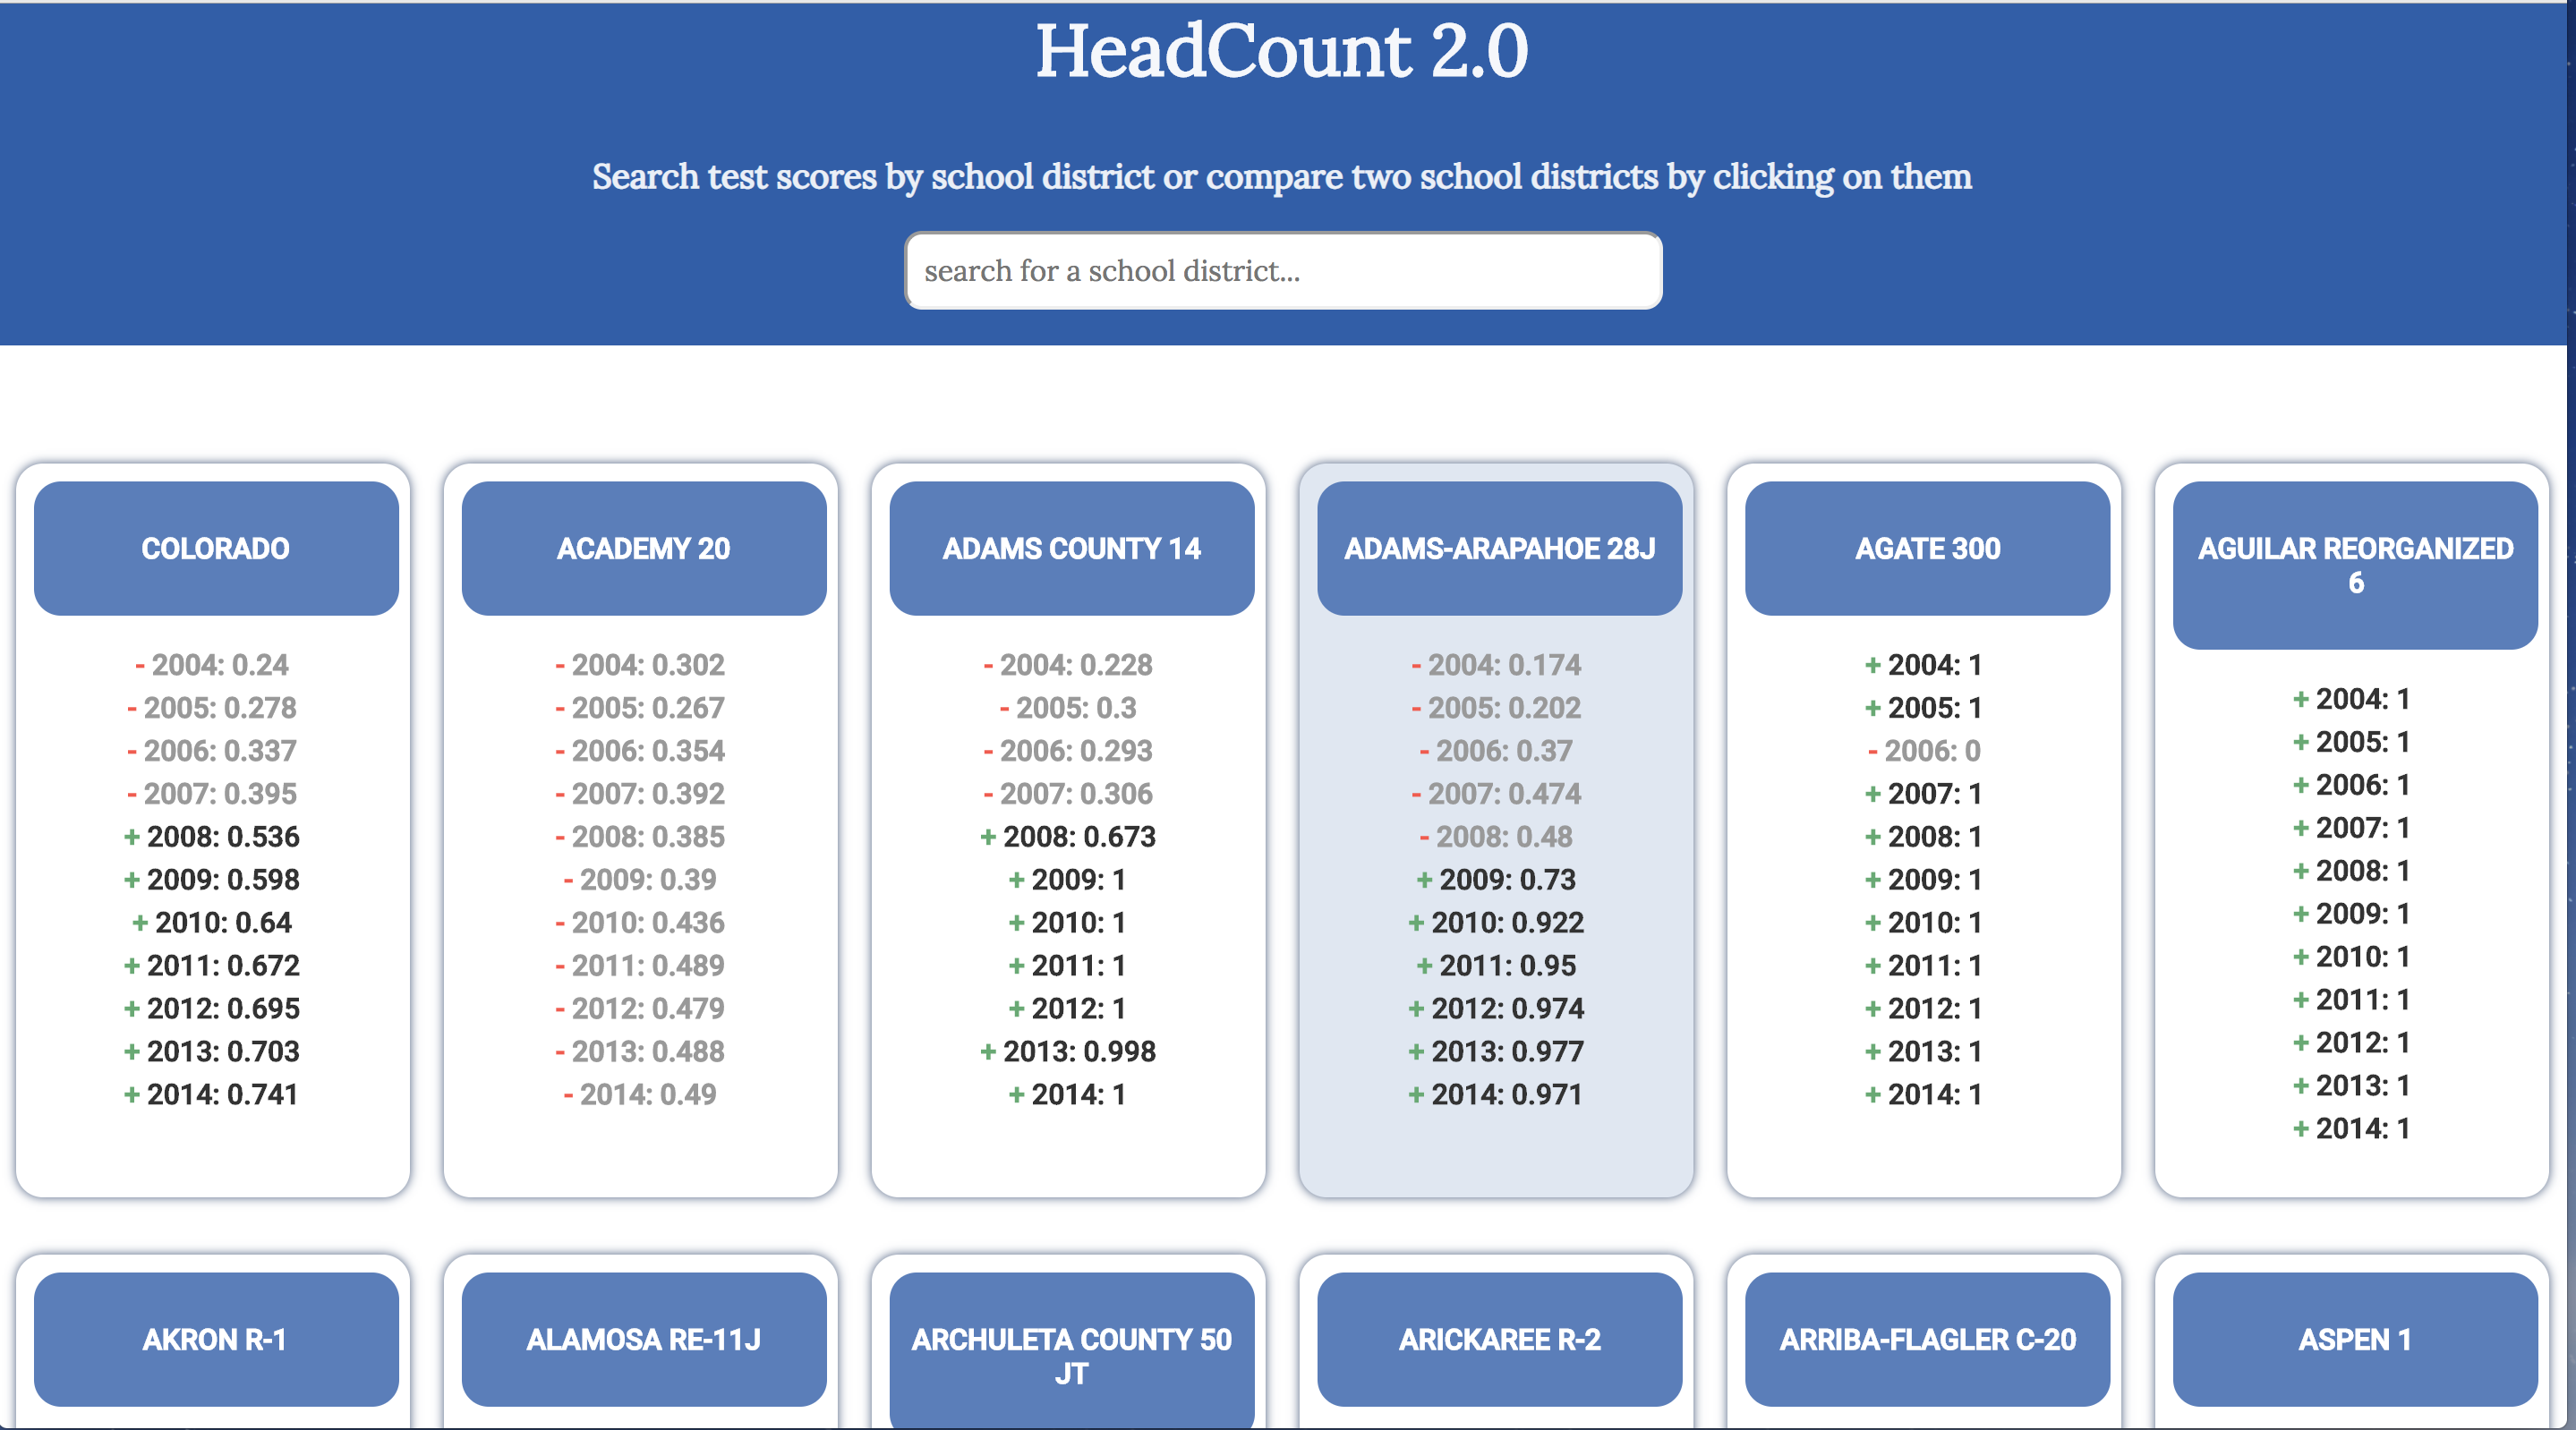 HeadCount 2.0
Search test scores by school district or compare two school districts by clicking on them
search for a school district...
COLORADO
- 2004: 0.24
- 2005: 0.278
- 2006: 0.337
- 2007: 0.395
+ 2008: 0.536
+ 2009: 0.598
+ 2010: 0.64
+ 2011: 0.672
+ 2012: 0.695
+ 2013: 0.703
+ 2014: 0.741
ACADEMY 20
- 2004: 0.302
- 2005: 0.267
- 2006: 0.354
- 2007: 0.392
- 2008: 0.385
- 2009: 0.39
- 2010: 0.436
- 2011: 0.489
- 2012: 0.479
- 2013: 0.488
- 2014: 0.49
ADAMS COUNTY 14
- 2004: 0.228
- 2005: 0.3
- 2006: 0.293
- 2007: 0.306
+ 2008: 0.673
+ 2009: 1
+ 2010: 1
+ 2011: 1
+ 2012: 1
+ 2013: 0.998
+ 2014: 1
ADAMS-ARAPAHOE 28J
- 2004: 0.174
- 2005: 0.202
- 2006: 0.37
- 2007: 0.474
- 2008: 0.48
+ 2009: 0.73
+ 2010: 0.922
+ 2011: 0.95
+ 2012: 0.974
+ 2013: 0.977
+ 2014: 0.971
AGATE 300
+ 2004: 1
+ 2005: 1
- 2006: 0
+ 2007: 1
+ 2008: 1
+ 2009: 1
+ 2010: 1
+ 2011: 1
+ 2012: 1
+ 2013: 1
+ 2014: 1
AGUILAR REORGANIZED
6
+ 2004: 1
+ 2005: 1
+ 2006: 1
+ 2007: 1
+ 2008: 1
+ 2009: 1
+ 2010: 1
+ 2011: 1
+ 2012: 1
+ 2013: 1
+ 2014: 1
AKRON R-1
ALAMOSA RE-11J
ARCHULETA COUNTY 50
JT
ARICKAREE R-2
ARRIBA-FLAGLER C-20
ASPEN 1